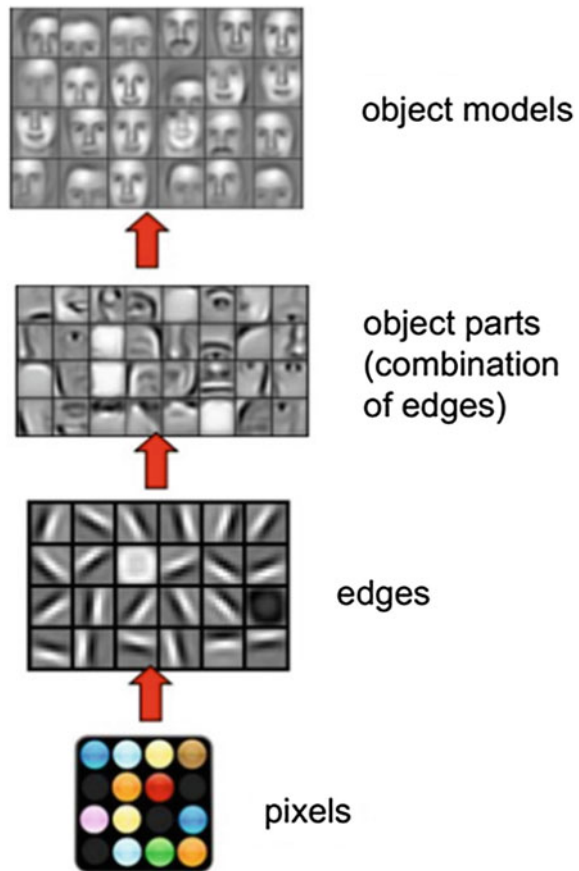 object models
object parts
(combination
of edges)
edges
pixels